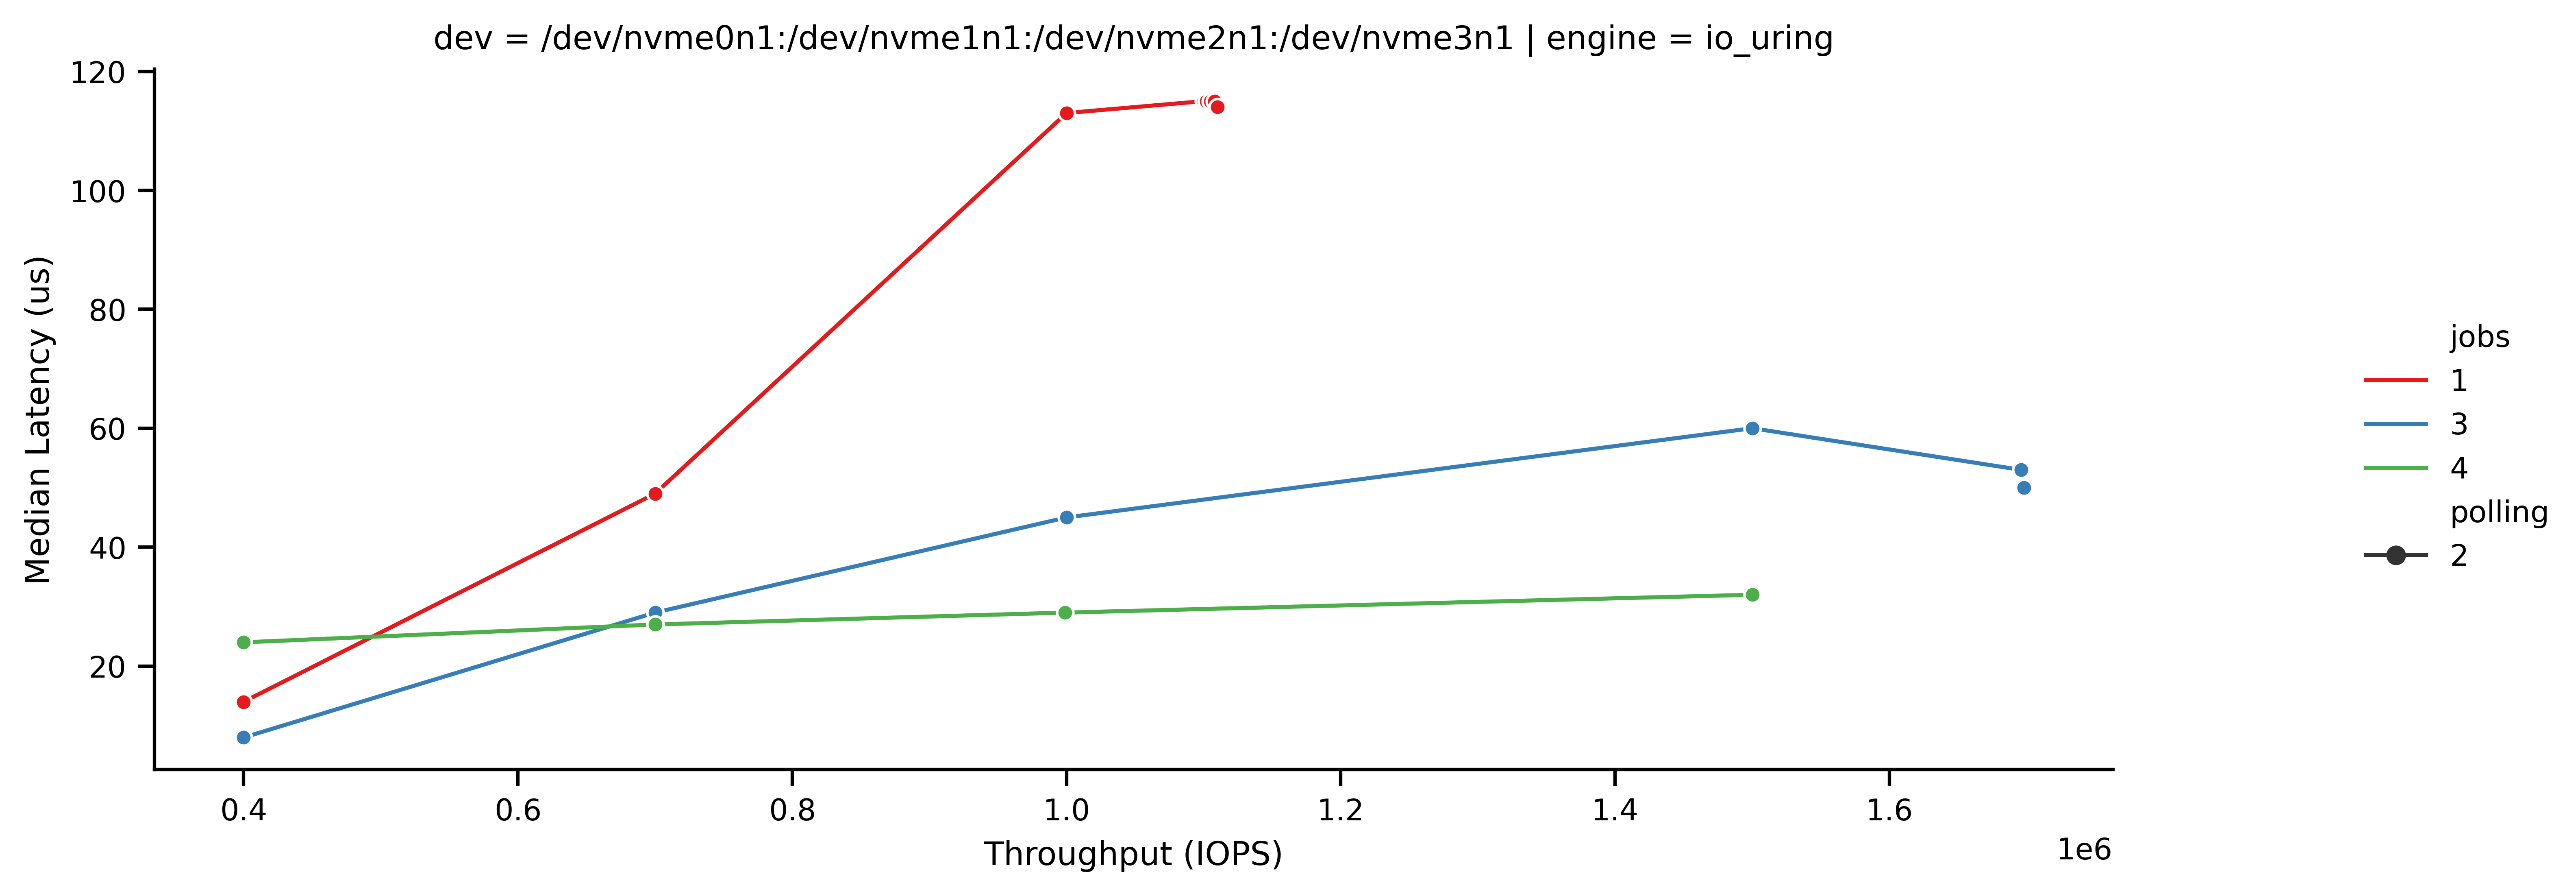 dev = /dev/nvme0n1:/dev/nvme1n1:/dev/nvme2n1:/dev/nvme3n1 | engine = io_uring
120
100
80
60
40
20
Median Latency (us)
0.4 0.6 0.8 1.0 1.2 1.4 1.6
1e6
Throughput (IOPS)
jobs
1
3
4
polling
2